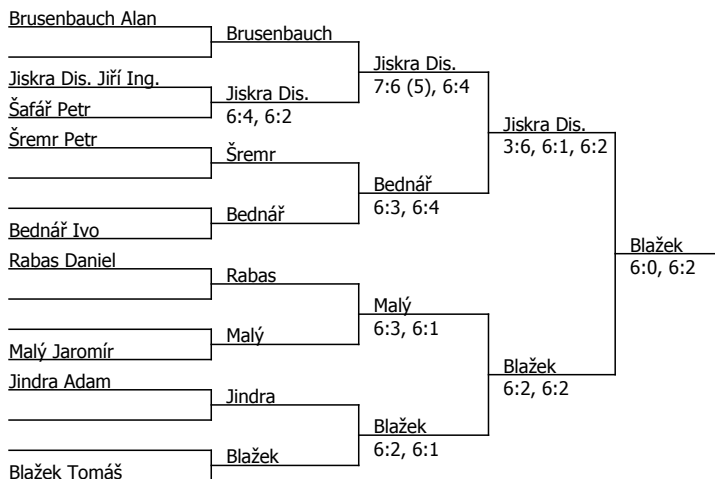 Brusenbauch Alan
Brusenbauch
Jiskra Dis. Jiří Ing.
Jiskra Dis.
7:6 (5), 6:4
Jiskra Dis.
6:4, 6:2
Šafář Petr
Šremr Petr
Šremr
Jiskra Dis.
3:6, 6:1, 6:2
Bednář
6:3, 6:4
Bednář
Bednář Ivo
Blažek
6:0, 6:2
Rabas Daniel
Rabas
Malý
6:3, 6:1
Malý
Malý Jaromír
Blažek
6:2, 6:2
Jindra Adam
Jindra
Blažek
6:2, 6:1
Blažek
Blažek Tomáš